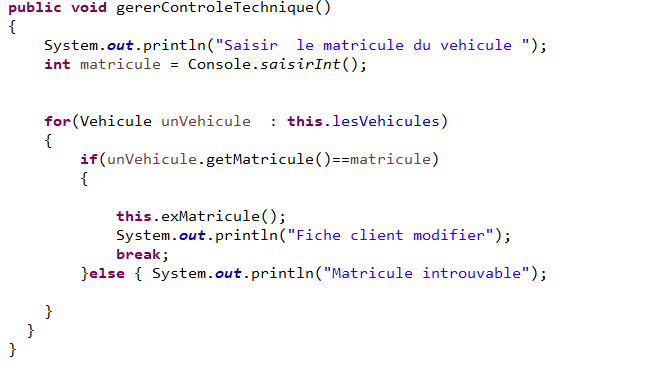 public void gererControleTechnique()
{
    System.out.println("Saisir  le matricule du vehicule ");
    int matricule = Console.saisirInt();


    for(Vehicule unVehicule  : this.lesVehicules)
    {
        if(unVehicule.getMatricule()==matricule)
        {

            this.exMatricule();
            System.out.println("Fiche client modifier");
            break;
        }else { System.out.println("Matricule introuvable");

    }
  }
}